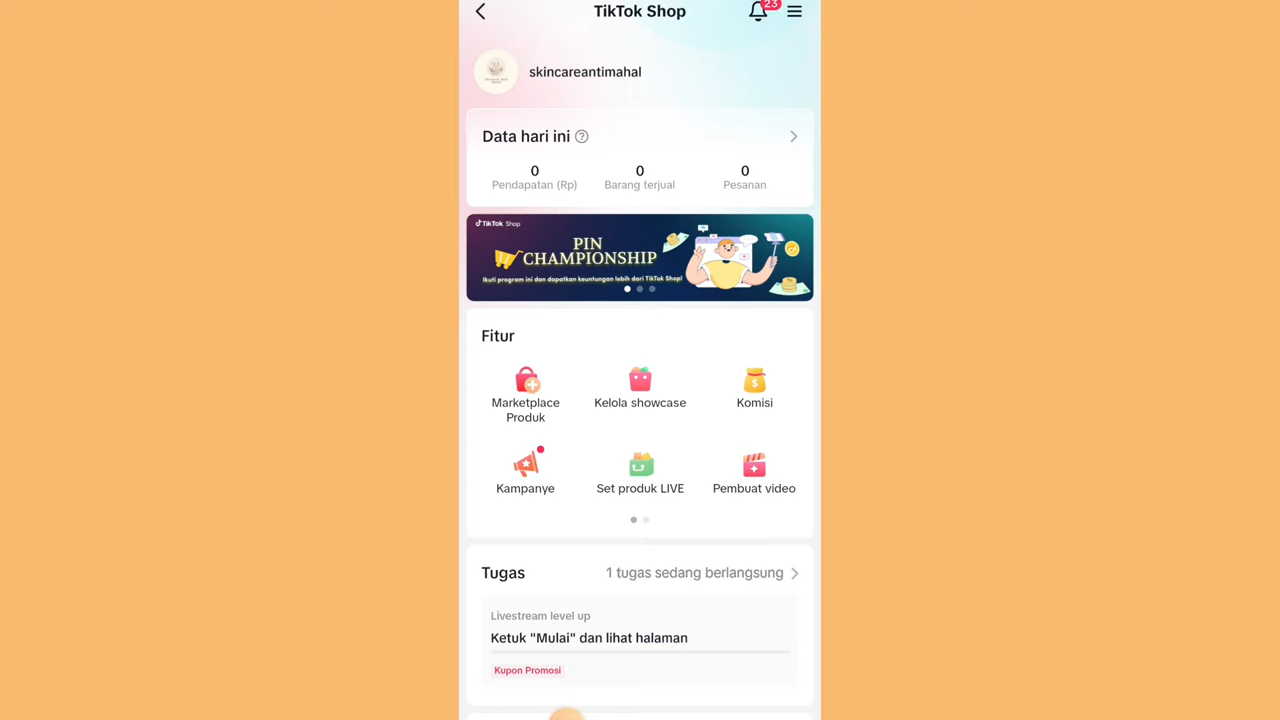 TikTok Shop
23
skincareantimahal
Data hari ini
0 0 0
Pendapatan (Rp) Barang terjual Pesanan
TikTok Shop
PIN
CHAMPIONSHIP
Ikuti program ini dan dapatkan keuntungan lebih dari TikTok Shop!
Fitur
Marketplace Kelola showcase Komisi
Produk
Kampanye Set produk LIVE Pembuat video
Tugas 1 tugas sedang berlangsung
Livestream level up
Ketuk "Mulai" dan lihat halaman
Kupon Promosi